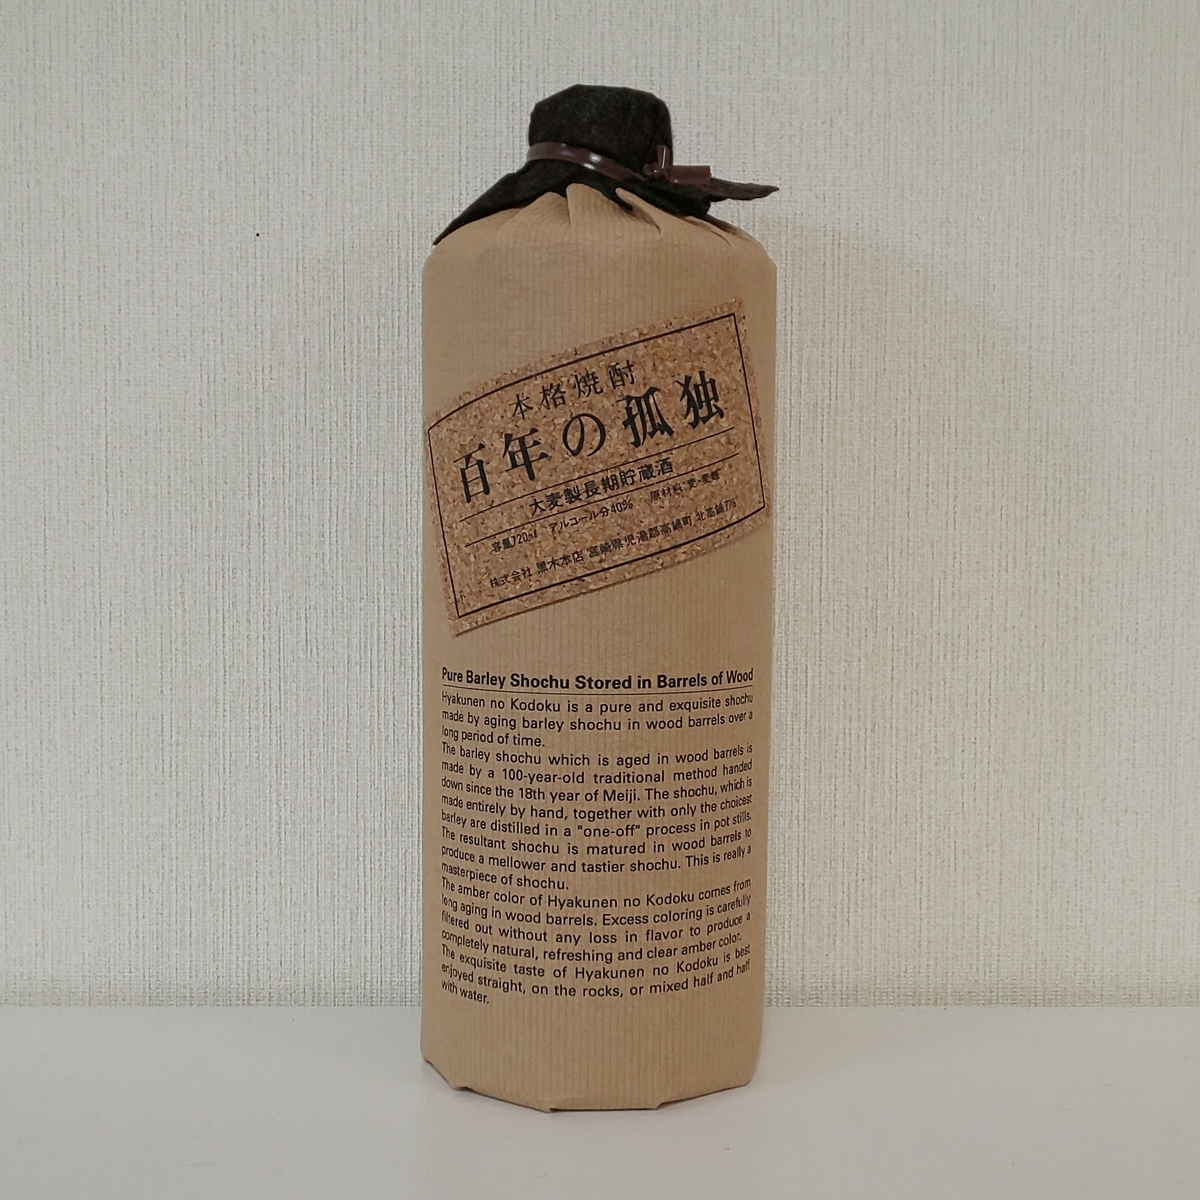 本格焼酎
百年の孤独
大麦製長期貯蔵酒
容量720ml アルコール分40% 原材料 麦・麦麹
株式会社 黒木本店 宮崎県児湯郡高鍋町 北高鍋776
Pure Barley Shochu Stored in Barrels of Wood
Hyakunen no Kodoku is a pure and exquisite shochu
made by aging barley shochu in wood barrels over a
long period of time.
The barley shochu which is aged in wood barrels is
made by a 100-year-old traditional method handed
down since the 18th year of Meiji. The shochu, which is
made entirely by hand, together with only the choicest
barley are distilled in a "one-off" process in pot stills.
The resultant shochu is matured in wood barrels to
produce a mellower and tastier shochu. This is really a
masterpiece of shochu.
The amber color of Hyakunen no Kodoku comes from
long aging in wood barrels. Excess coloring is carefully
filtered out without any loss in flavor to produce a
completely natural, refreshing and clear amber color.
The exquisite taste of Hyakunen no Kodoku is best
enjoyed straight, on the rocks, or mixed half and half
with water.